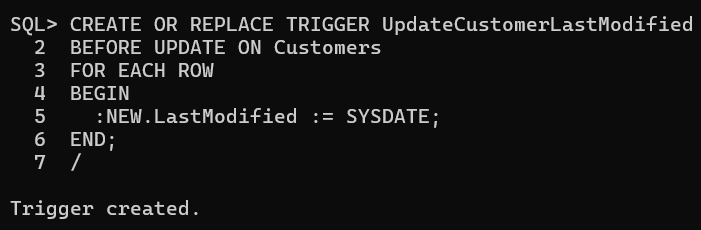 SQL> CREATE OR REPLACE TRIGGER UpdateCustomerLastModified
  2  BEFORE UPDATE ON Customers
  3  FOR EACH ROW
  4  BEGIN
  5    :NEW.LastModified := SYSDATE;
  6  END;
  7  /

Trigger created.